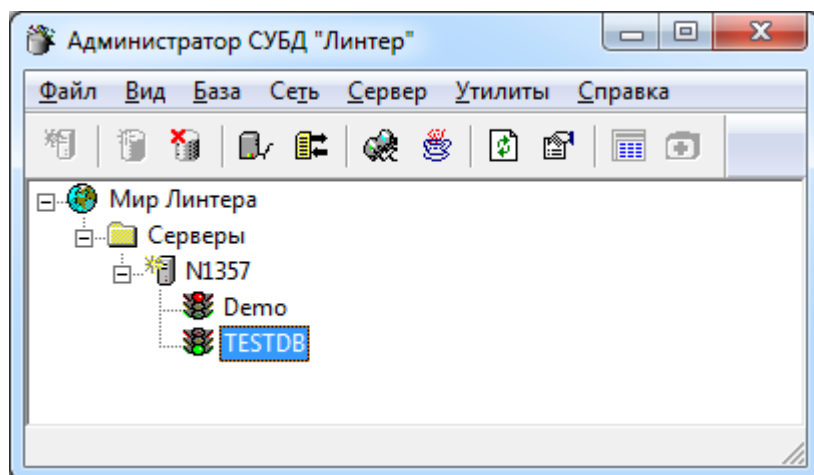 Администратор СУБД "Линтер"
Файл Вид База Сеть Сервер Утилиты Справка
Мир Линтера
Серверы
N1357
Demo
TESTDB